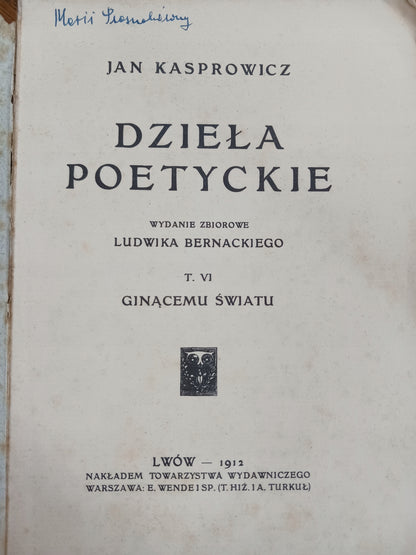 Marii
JAN KASPROWICZ
DZIEŁA
POETYCKIE
WYDANIE ZBIOROWE
LUDWIKA BERNACKIEGO
T. VI
GINĄCEMU ŚWIATU
LWÓW — 1912
NAKŁADEM TOWARZYSTWA WYDAWNICZEGO
WARSZAWA: E. WENDE I SP. (T. HIŻ. I A. TURKUŁ)